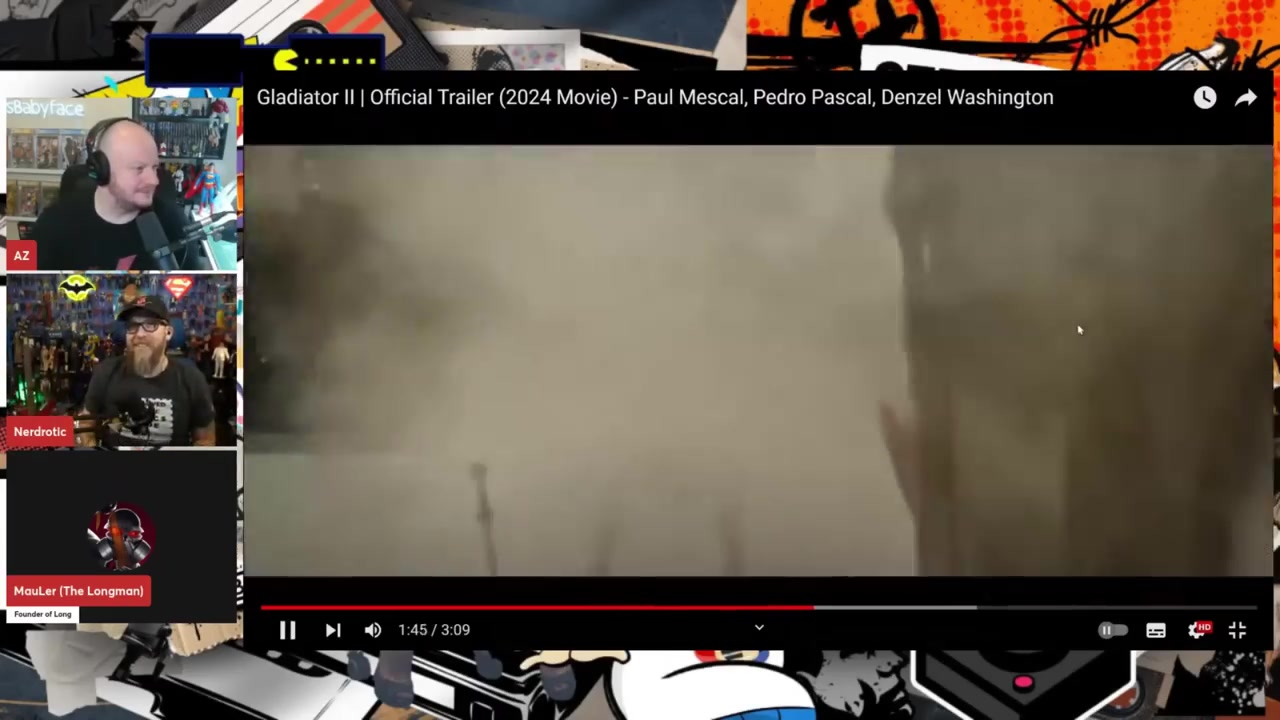 Gladiator II | Official Trailer (2024 Movie) - Paul Mescal, Pedro Pascal, Denzel Washington
sBabyface
AZ
Nerdrotic
MauLer (The Longman)
Founder of Long
1:45 / 3:09
HD